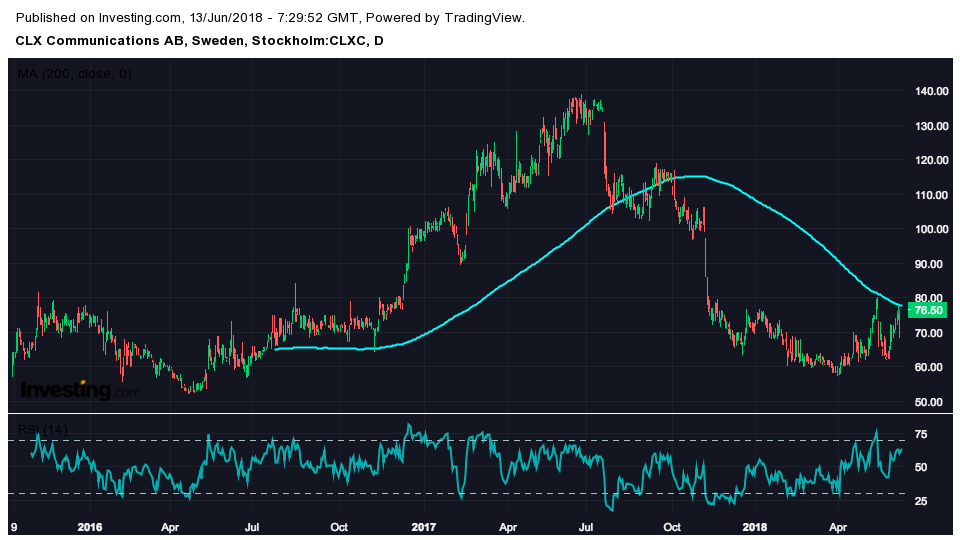 Published on Investing.com, 13/Jun/2018 - 7:29:52 GMT, Powered by TradingView.
CLX Communications AB, Sweden, Stockholm:CLXC, D
MA (200, close, 0)
140.00
130.00
120.00
110.00
100.00
90.00
80.00
76.50
70.00
60.00
50.00
Investing.com
RSI (14)
75
50
25
9 2016 Apr Jul Oct 2017 Apr Jul Oct 2018 Apr